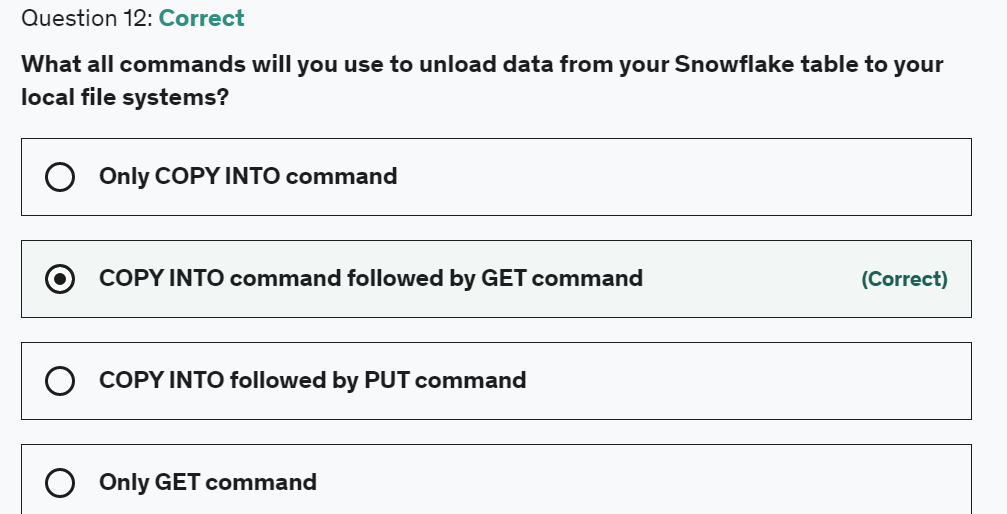 Question 12: Correct
What all commands will you use to unload data from your Snowflake table to your
local file systems?
Only COPY INTO command
COPY INTO command followed by GET command (Correct)
COPY INTO followed by PUT command
Only GET command